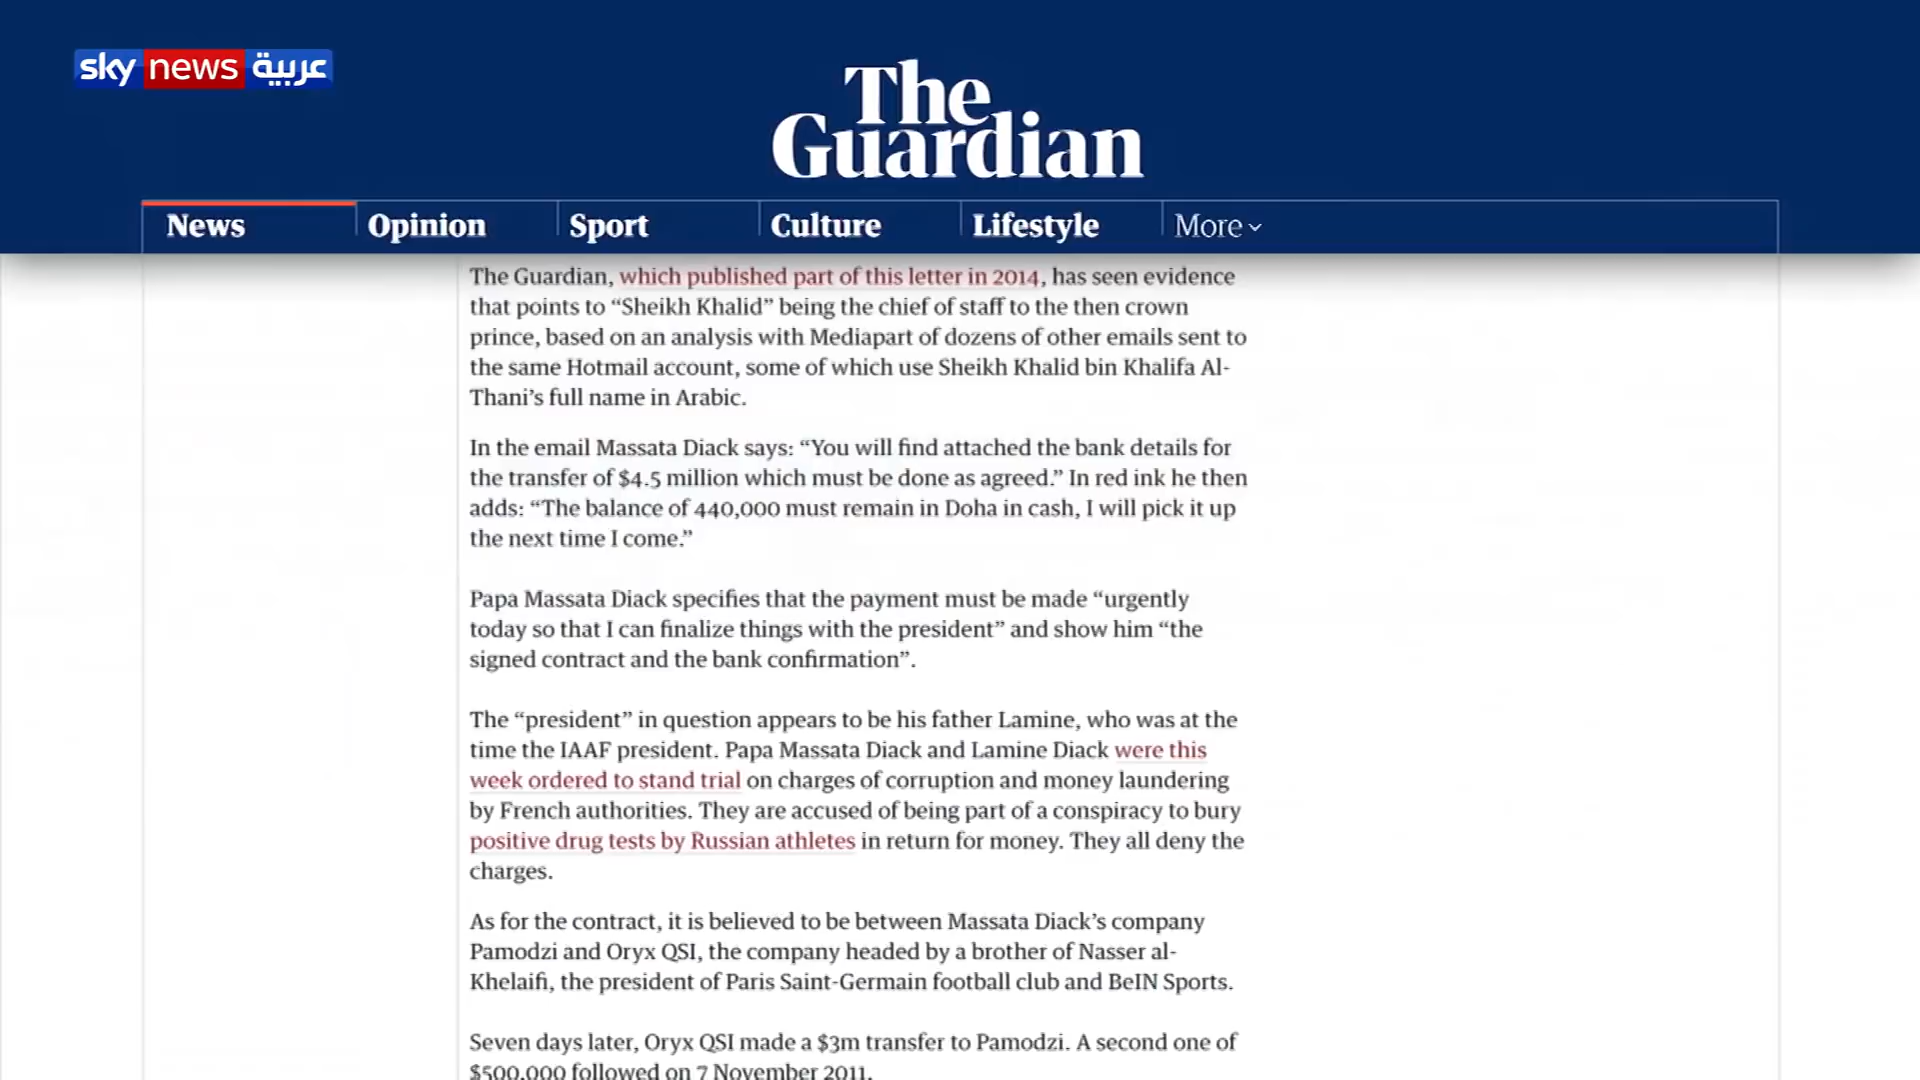 sky news عربية
The
Guardian
News
Opinion
Sport
Culture
Lifestyle
More
The Guardian, which published part of this letter in 2014, has seen evidence
that points to “Sheikh Khalid” being the chief of staff to the then crown
prince, based on an analysis with Mediapart of dozens of other emails sent to
the same Hotmail account, some of which use Sheikh Khalid bin Khalifa Al-
Thani’s full name in Arabic.
In the email Massata Diack says: “You will find attached the bank details for
the transfer of $4.5 million which must be done as agreed.” In red ink he then
adds: “The balance of 440,000 must remain in Doha in cash, I will pick it up
the next time I come.”
Papa Massata Diack specifies that the payment must be made “urgently
today so that I can finalize things with the president” and show him “the
signed contract and the bank confirmation”.
The “president” in question appears to be his father Lamine, who was at the
time the IAAF president. Papa Massata Diack and Lamine Diack were this
week ordered to stand trial on charges of corruption and money laundering
by French authorities. They are accused of being part of a conspiracy to bury
positive drug tests by Russian athletes in return for money. They all deny the
charges.
As for the contract, it is believed to be between Massata Diack’s company
Pamodzi and Oryx QSI, the company headed by a brother of Nasser al-
Khelaifi, the president of Paris Saint-Germain football club and BeIN Sports.
Seven days later, Oryx QSI made a $3m transfer to Pamodzi. A second one of
$500,000 followed on 7 November 2011.